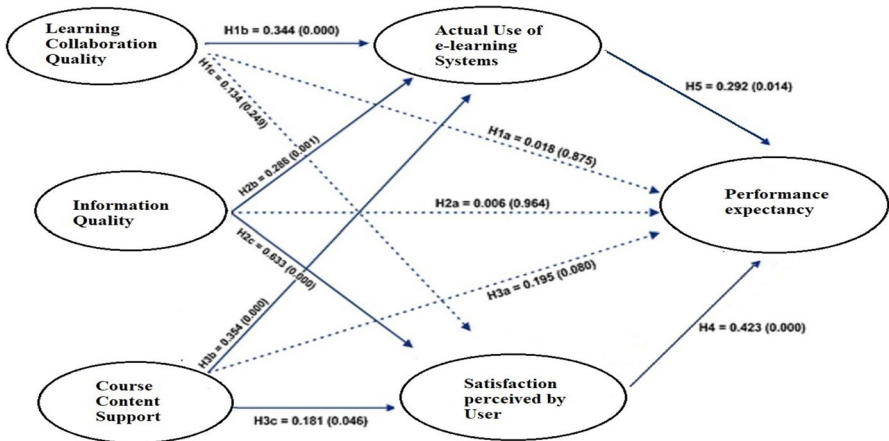 Learning
Collaboration
Quality
H1b = 0.344 (0.000)
Actual Use of
e-learning
Systems
H1c = 0.134 (0.249)
H5 = 0.292 (0.014)
H1a = 0.018 (0.875)
H2b = 0.286 (0.001)
Information
Quality
H2a = 0.006 (0.964)
Performance
expectancy
H2c = 0.633 (0.000)
H3a = 0.195 (0.080)
H3b = 0.354 (0.000)
H4 = 0.423 (0.000)
Course
Content
Support
H3c = 0.181 (0.046)
Satisfaction
perceived by
User